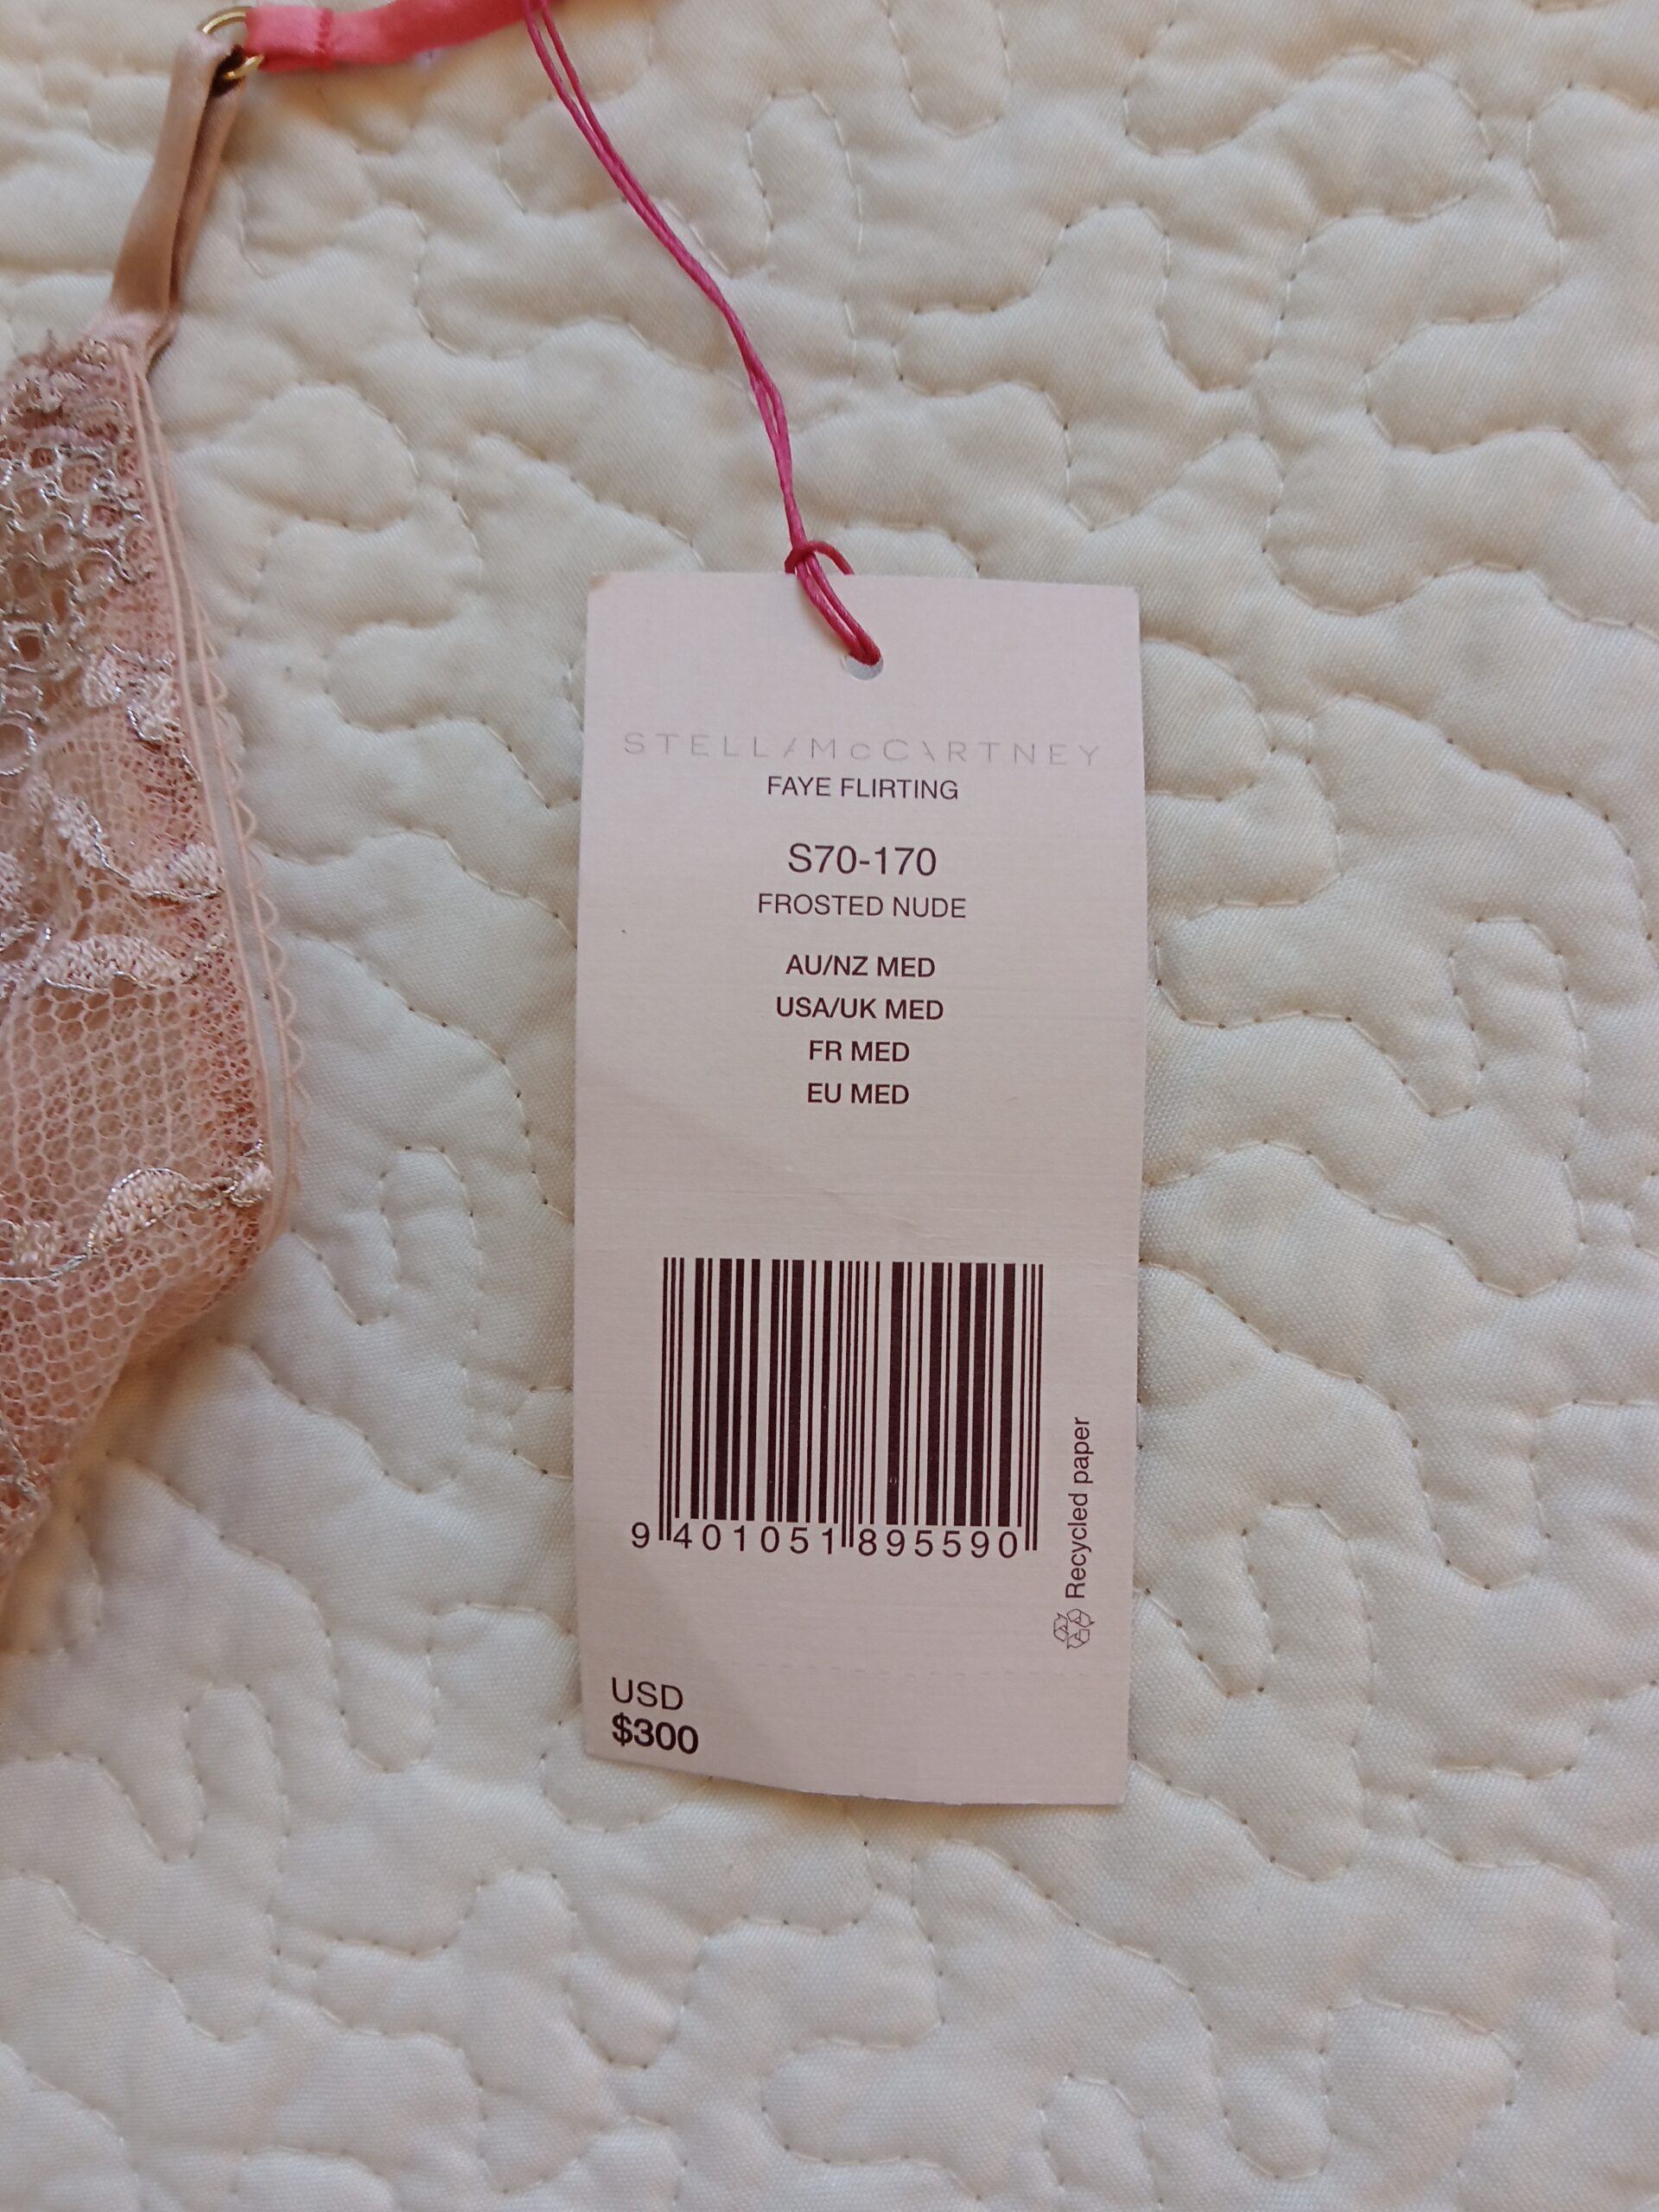 STELLA McCARTNEY
FAYE FLIRTING
S70-170
FROSTED NUDE
AU/NZ MED
USA/UK MED
FR MED
EU MED
9 401051 895590
Recycled paper
USD
$300